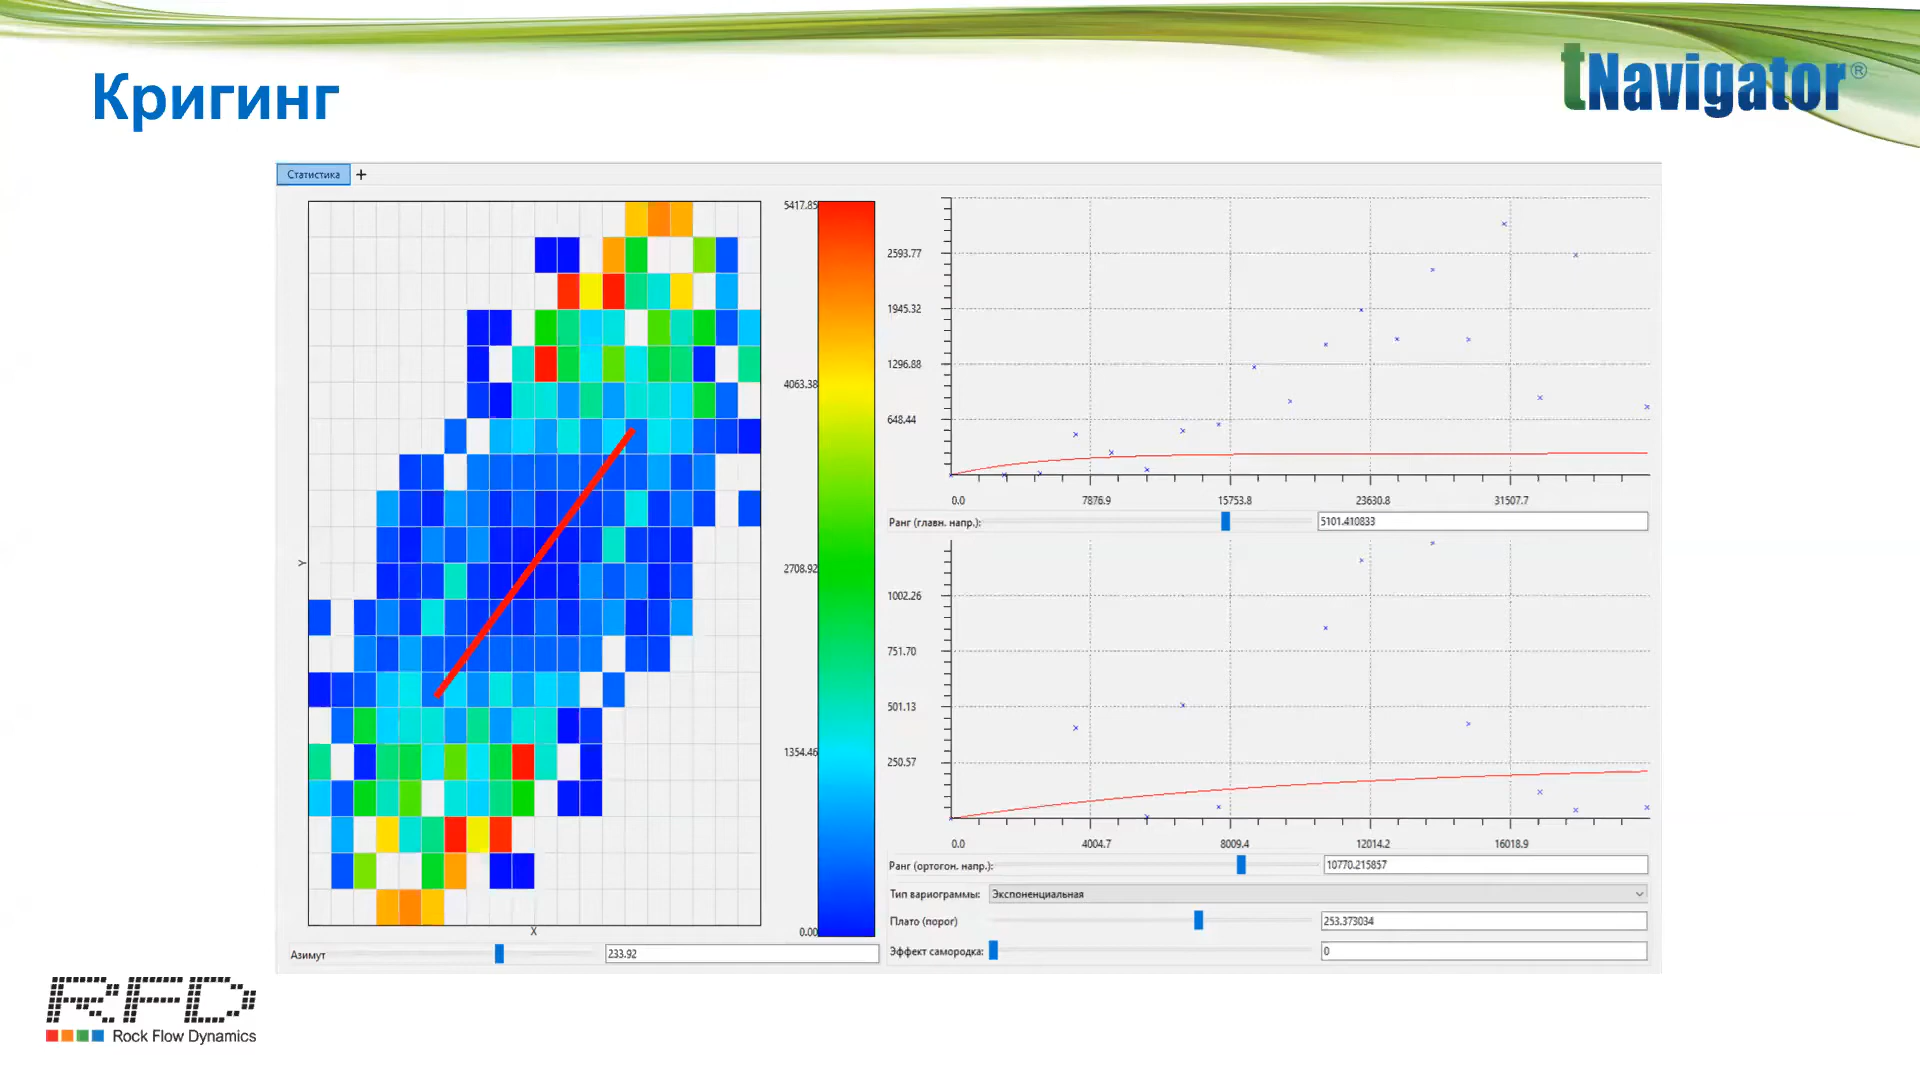 Кригинг
tNavigator®
Статистика +
5417.85
4063.38
2708.92
1354.46
0.00
Y
X
Азимут 233.92
2593.77
1945.32
1296.88
648.44
0.0 7876.9 15753.8 23630.8 31507.7
Ранг (главн. напр.): 5101.410833
1002.26
751.70
501.13
250.57
0.0 4004.7 8009.4 12014.2 16018.9
Ранг (ортогон. напр.): 10770.215857
Тип вариограммы: Экспоненциальная
Плато (порог) 253.373034
Эффект самородка: 0
RFD
Rock Flow Dynamics